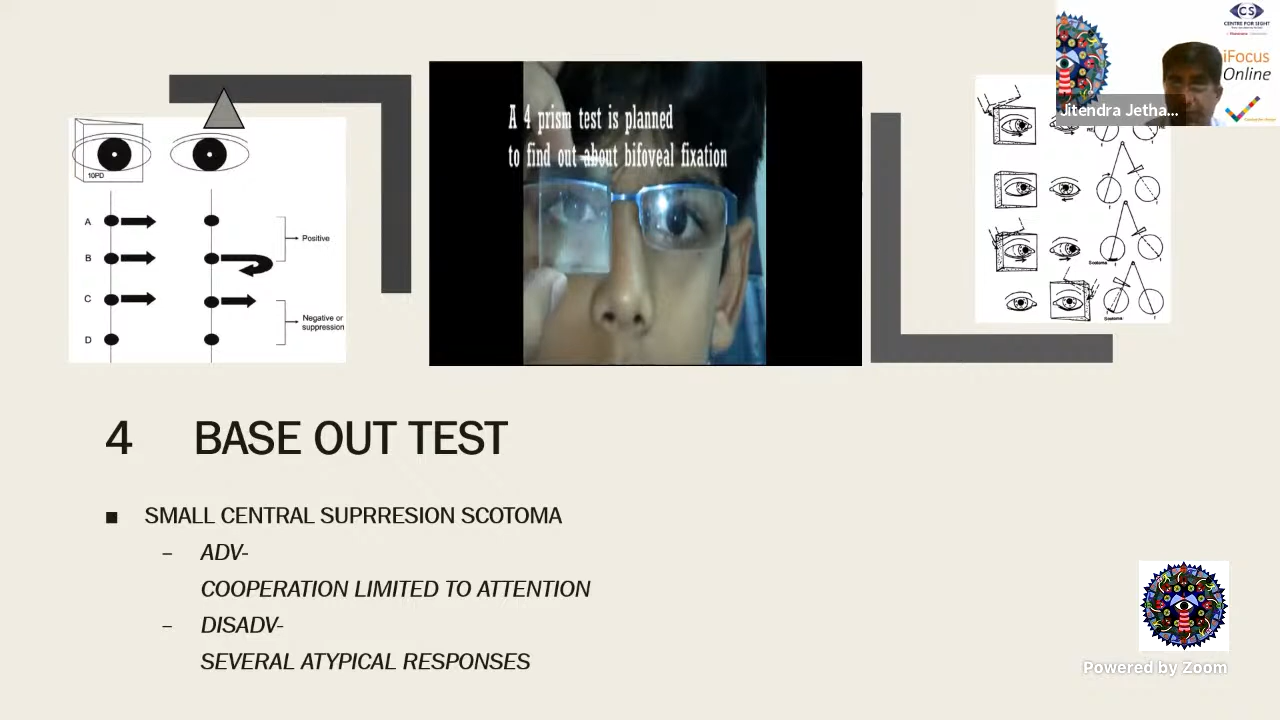 CS
CENTRE FOR SIGHT
iFocus
Online
Jitendra Jetha...
10PD
A
B
C
D
Positive
Negative or
suppression
A 4 prism test is planned
to find out about bifoveal fixation
Scotoma
Scotoma
4 BASE OUT TEST
■ SMALL CENTRAL SUPRRESION SCOTOMA
– ADV-
COOPERATION LIMITED TO ATTENTION
– DISADV-
SEVERAL ATYPICAL RESPONSES
Powered by Zoom